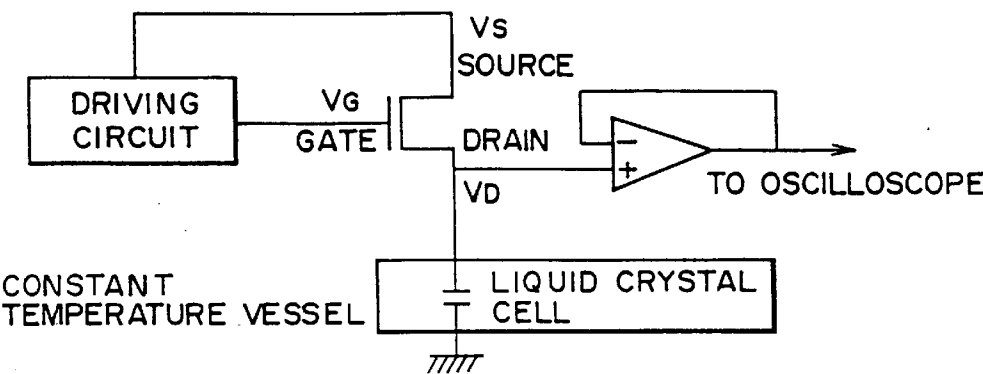 VS
SOURCE
DRIVING
CIRCUIT
VG
GATE
DRAIN
−
+
VD
TO OSCILLOSCOPE
CONSTANT
TEMPERATURE VESSEL
LIQUID CRYSTAL
CELL